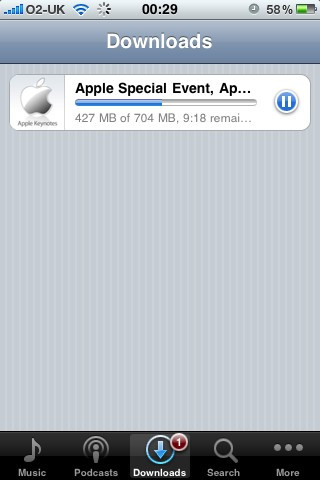 O2-UK 00:29 58%
Downloads
Apple Special Event, Ap…
427 MB of 704 MB, 9:18 remai…
Apple Keynotes
1
Music Podcasts Downloads Search More